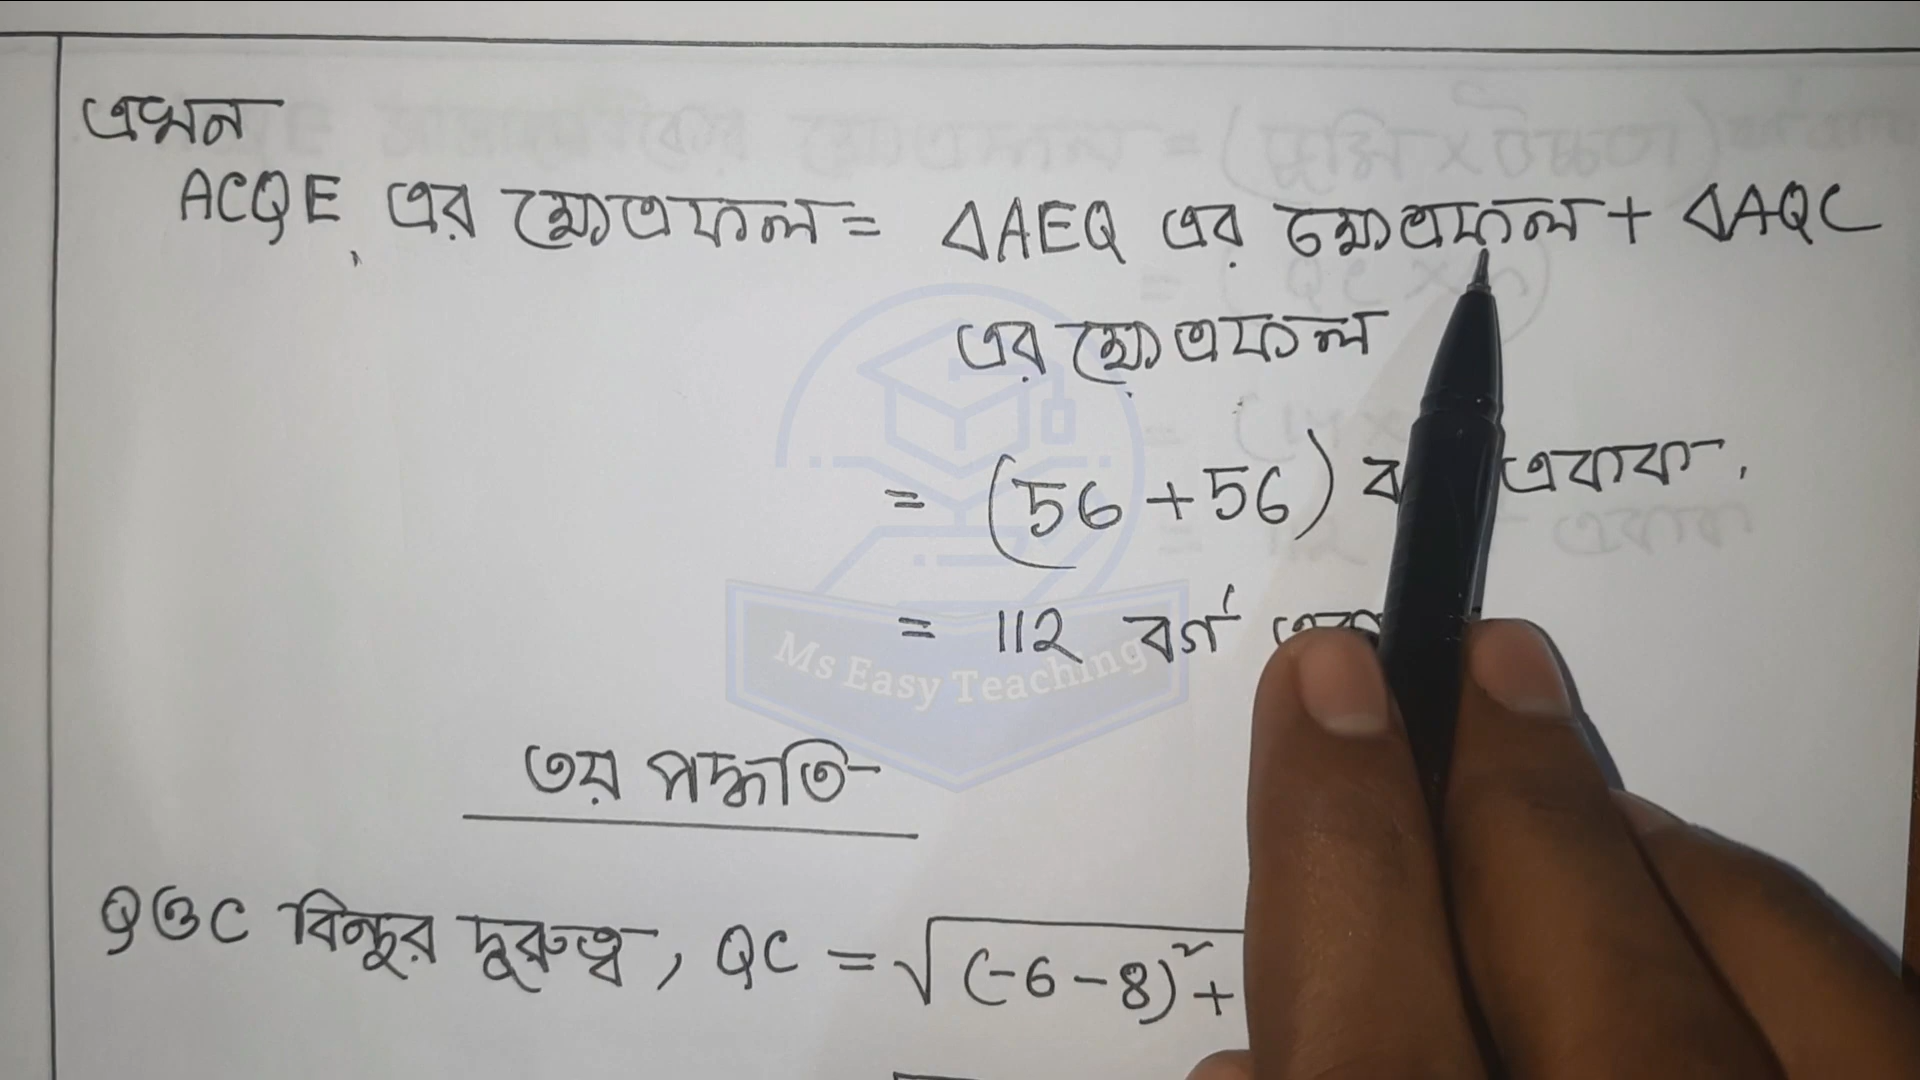 এখন
ACQE এর ক্ষেত্রফল = ΔAEQ এর ক্ষেত্রফল + ΔAQC
এর ক্ষেত্রফল
= (56 + 56) একক.
= 112 বর্গ
Ms Easy Teaching
৩য় পদ্ধতি
Q ও C বিন্দুর দুরুত্ব, QC = √(-6-8)² +